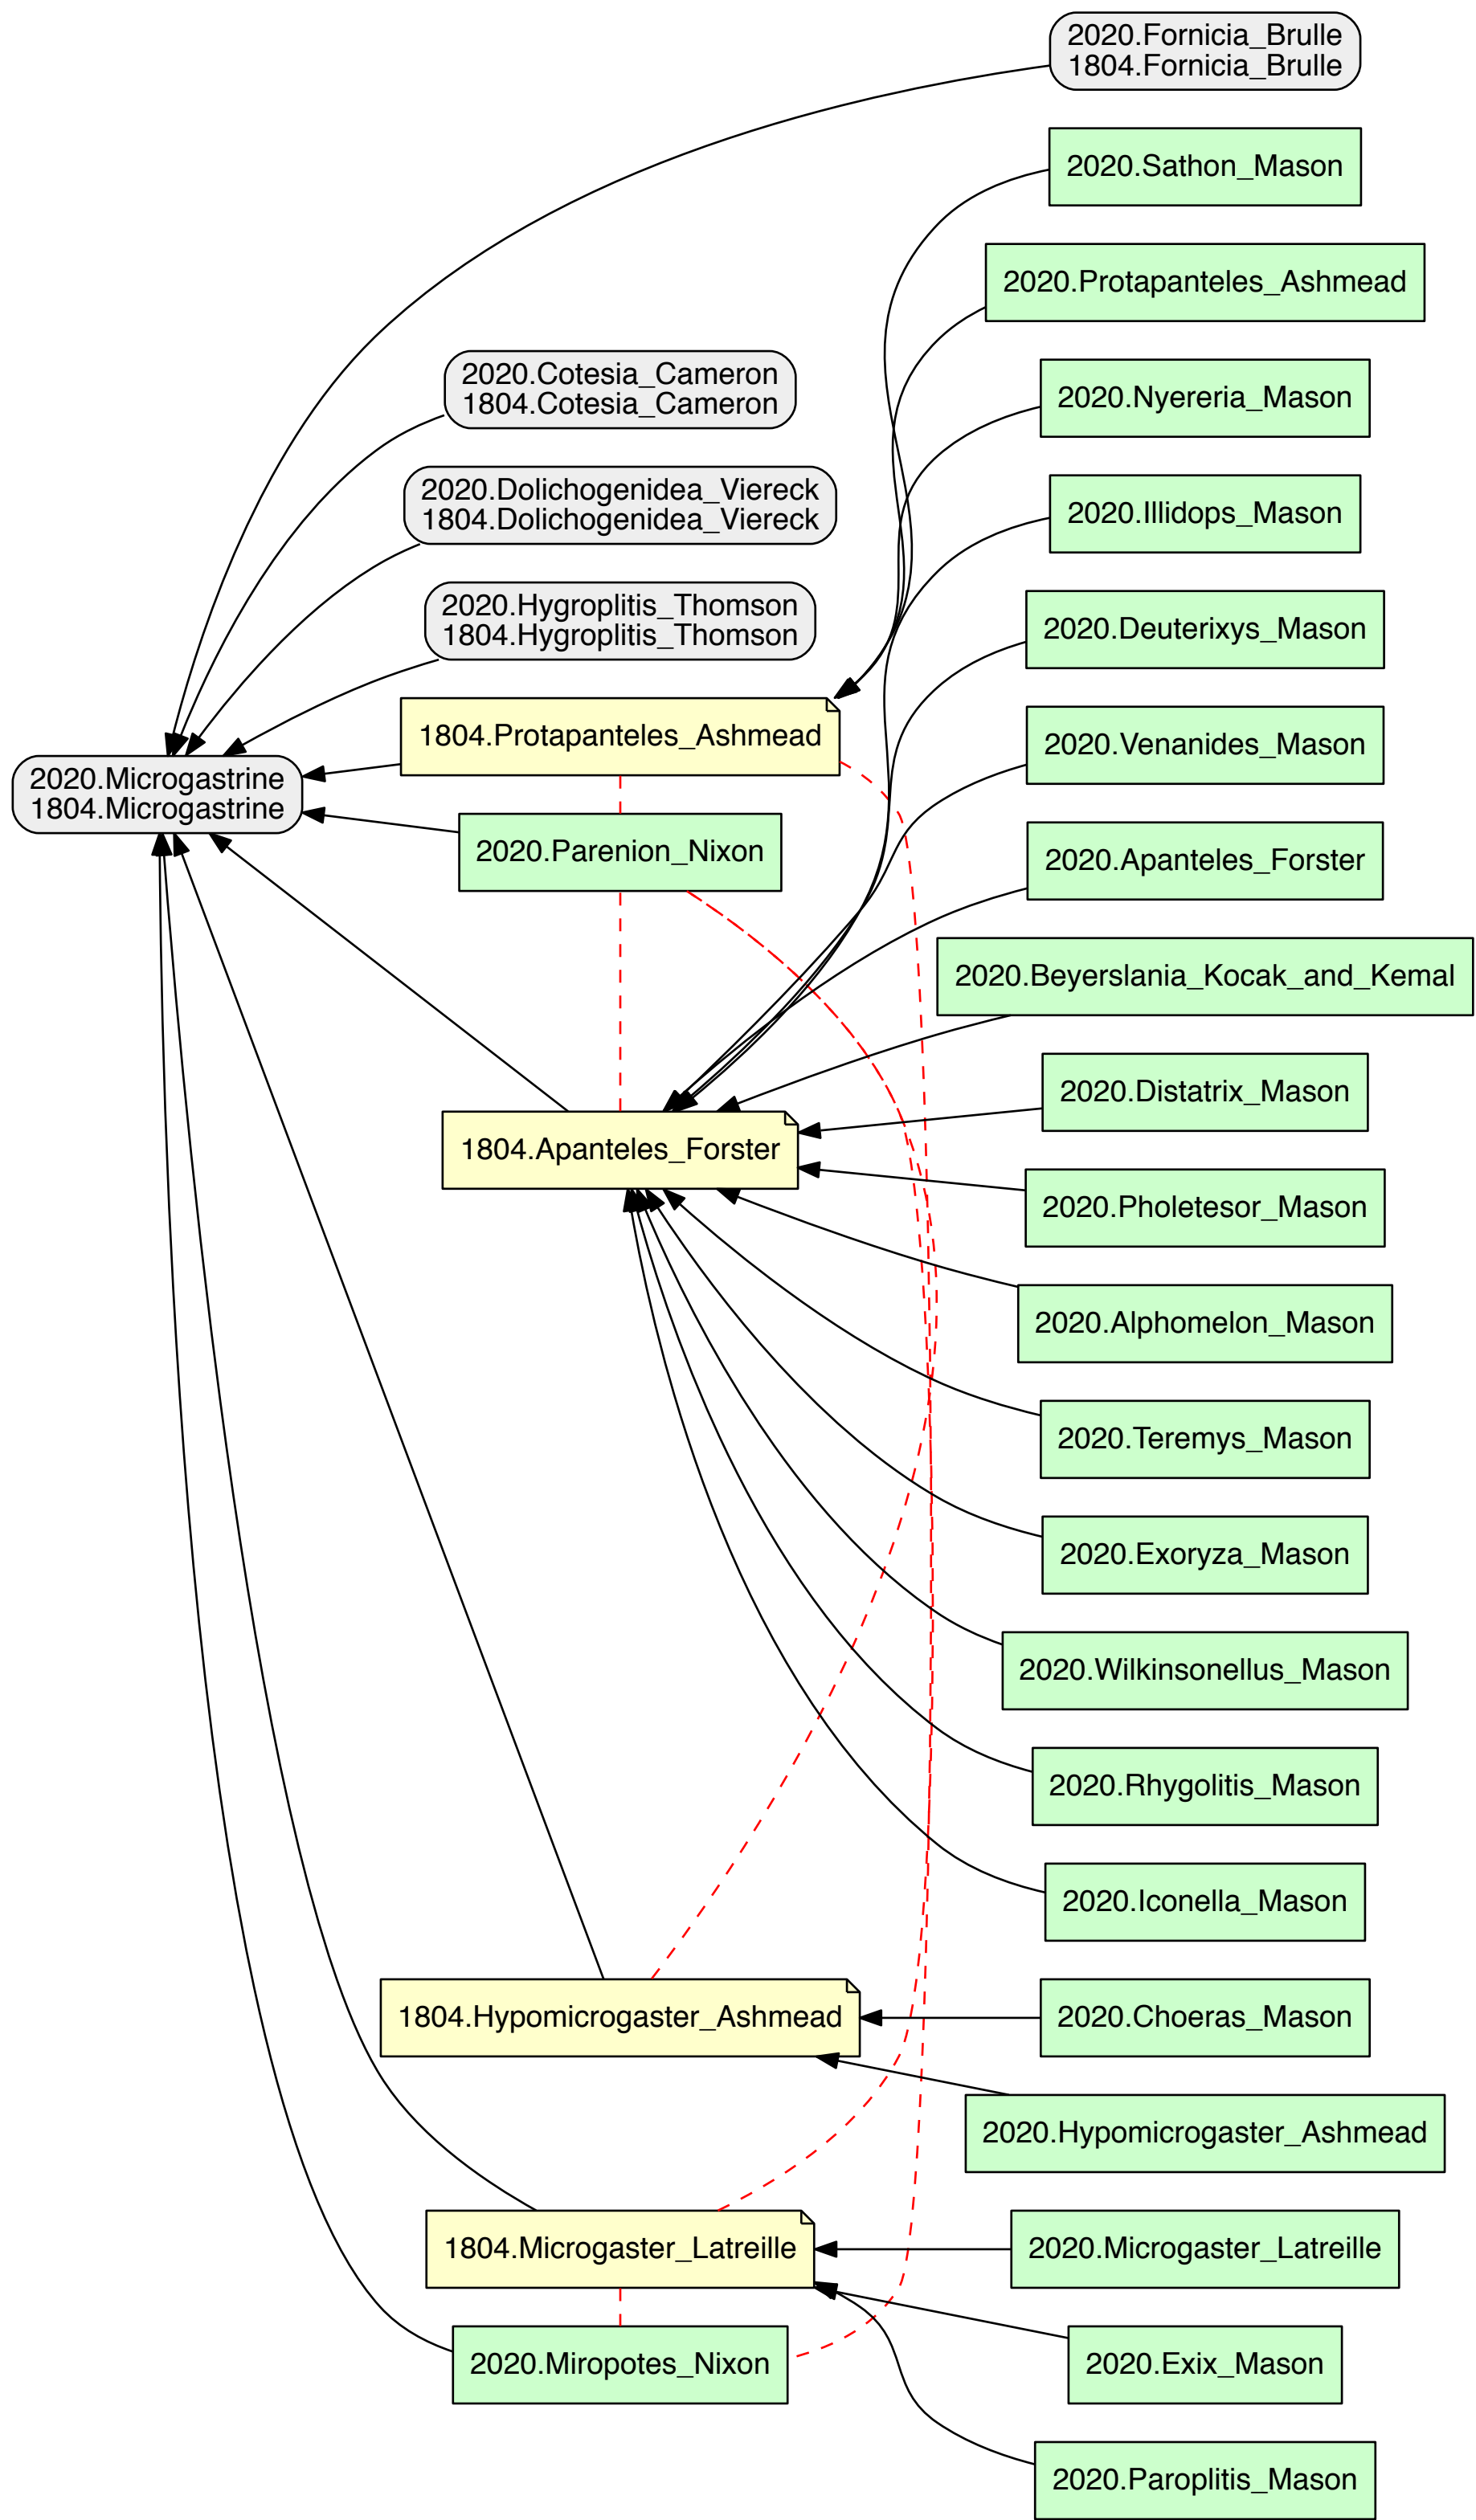 2020.Fornicia_Brulle
1804.Fornicia_Brulle
2020.Sathon_Mason
2020.Protapanteles_Ashmead
2020.Cotesia_Cameron
1804.Cotesia_Cameron
2020.Nyereria_Mason
2020.Dolichogenidea_Viereck
1804.Dolichogenidea_Viereck
2020.Illidops_Mason
2020.Hygroplitis_Thomson
1804.Hygroplitis_Thomson
2020.Deuterixys_Mason
1804.Protapanteles_Ashmead
2020.Venanides_Mason
2020.Microgastrine
1804.Microgastrine
2020.Parenion_Nixon
2020.Apanteles_Forster
2020.Beyerslania_Kocak_and_Kemal
2020.Distatrix_Mason
1804.Apanteles_Forster
2020.Pholetesor_Mason
2020.Alphomelon_Mason
2020.Teremys_Mason
2020.Exoryza_Mason
2020.Wilkinsonellus_Mason
2020.Rhygolitis_Mason
2020.Iconella_Mason
1804.Hypomicrogaster_Ashmead
2020.Choeras_Mason
2020.Hypomicrogaster_Ashmead
1804.Microgaster_Latreille
2020.Microgaster_Latreille
2020.Miropotes_Nixon
2020.Exix_Mason
2020.Paroplitis_Mason